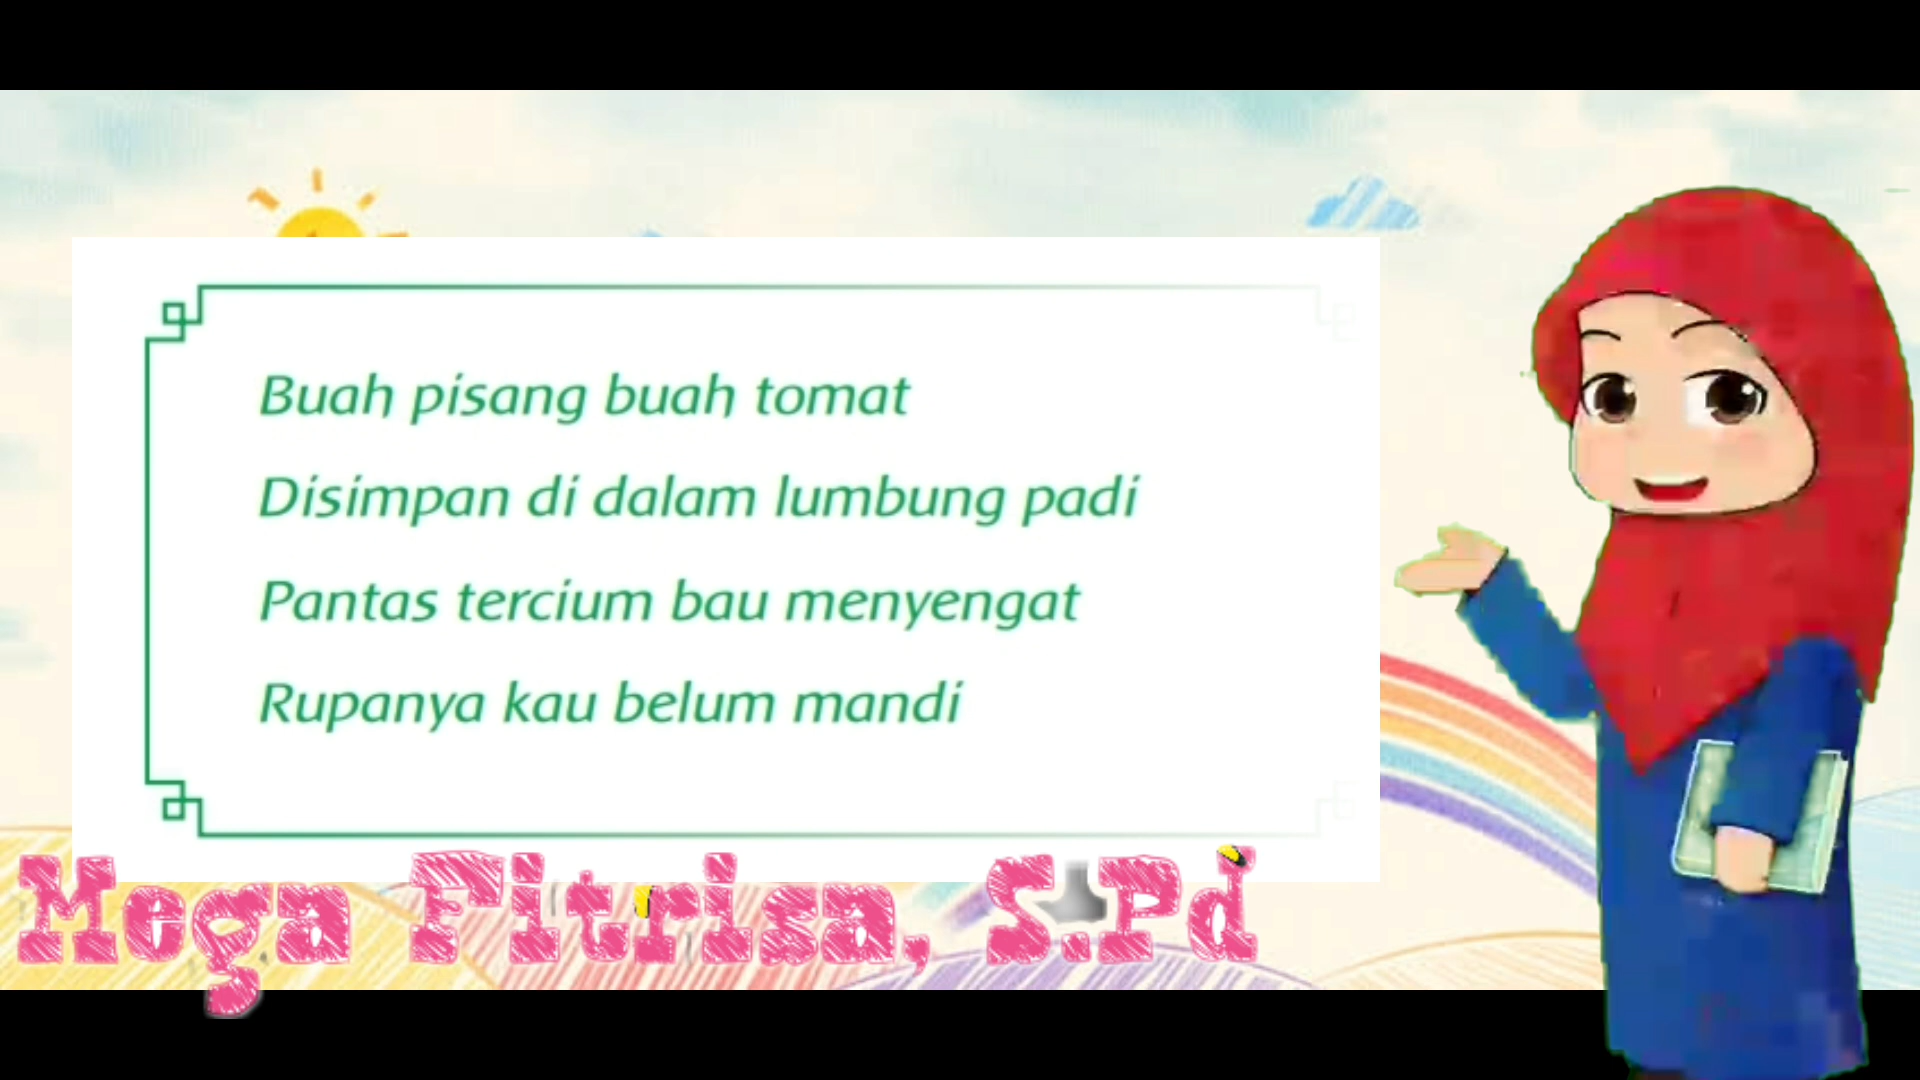 Buah pisang buah tomat
Disimpan di dalam lumbung padi
Pantas tercium bau menyengat
Rupanya kau belum mandi
Mega Fitrisa, S.Pd